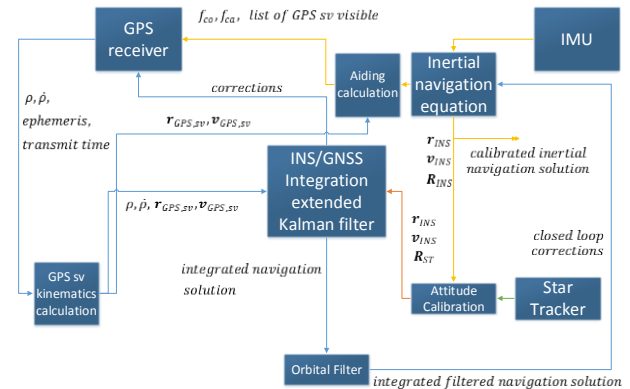 GPS
receiver
f_co, f_ca, list of GPS sv visible
IMU
Inertial
navigation
equation
Aiding
calculation
corrections
ρ, ρ̇,
ephemeris,
transmit time
r_GPS,sv, v_GPS,sv
r_INS
v_INS
R_INS
calibrated inertial
navigation solution
INS/GNSS
Integration
extended
Kalman filter
ρ, ρ̇, r_GPS,sv, v_GPS,sv
r_INS
v_INS
R_ST
closed loop
corrections
GPS sv
kinematics
calculation
integrated navigation
solution
Attitude
Calibration
Star
Tracker
Orbital Filter
integrated filtered navigation solution